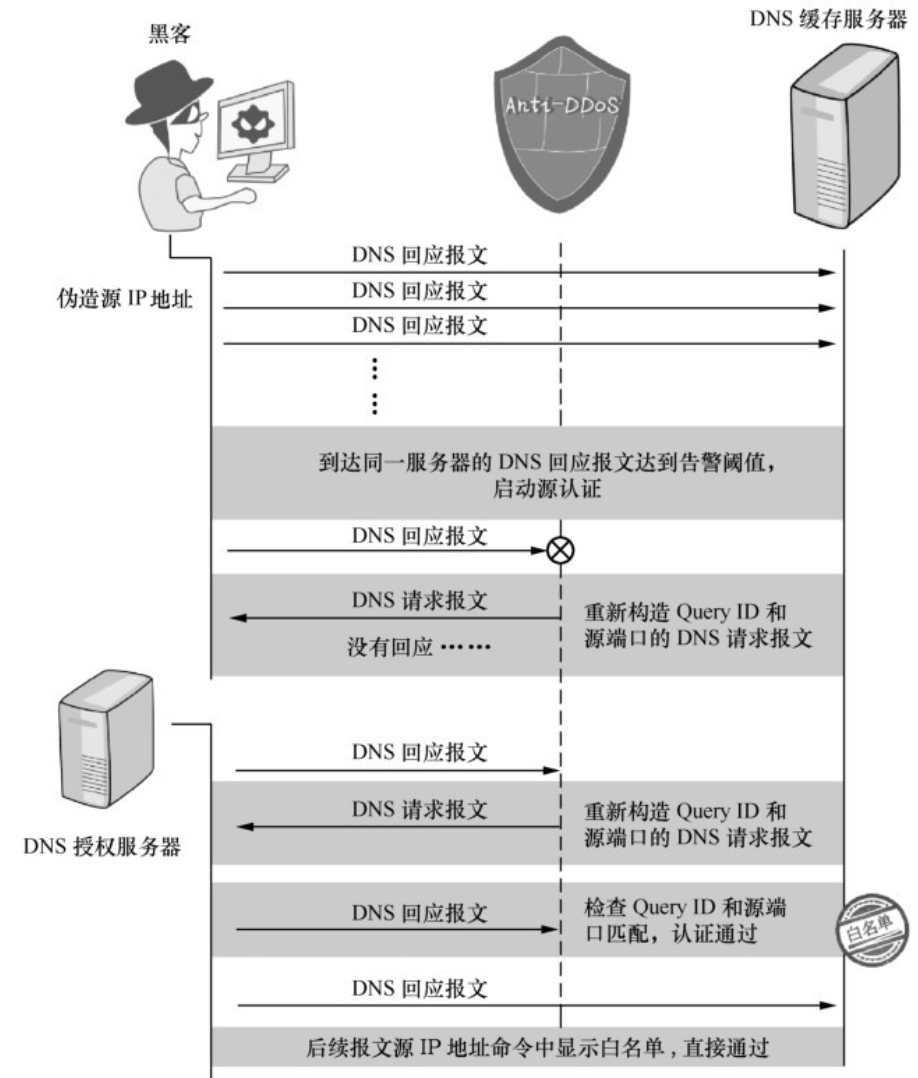 DNS 缓存服务器
黑客
Anti-DDoS
DNS 回应报文
伪造源 IP 地址
DNS 回应报文
DNS 回应报文
到达同一服务器的 DNS 回应报文达到告警阈值，
启动源认证
DNS 回应报文
DNS 请求报文
重新构造 Query ID 和
源端口的 DNS 请求报文
没有回应 ……
DNS 回应报文
DNS 请求报文
重新构造 Query ID 和
源端口的 DNS 请求报文
DNS 授权服务器
DNS 回应报文
检查 Query ID 和源端
口匹配，认证通过
白名单
DNS 回应报文
后续报文源 IP 地址命令中显示白名单，直接通过